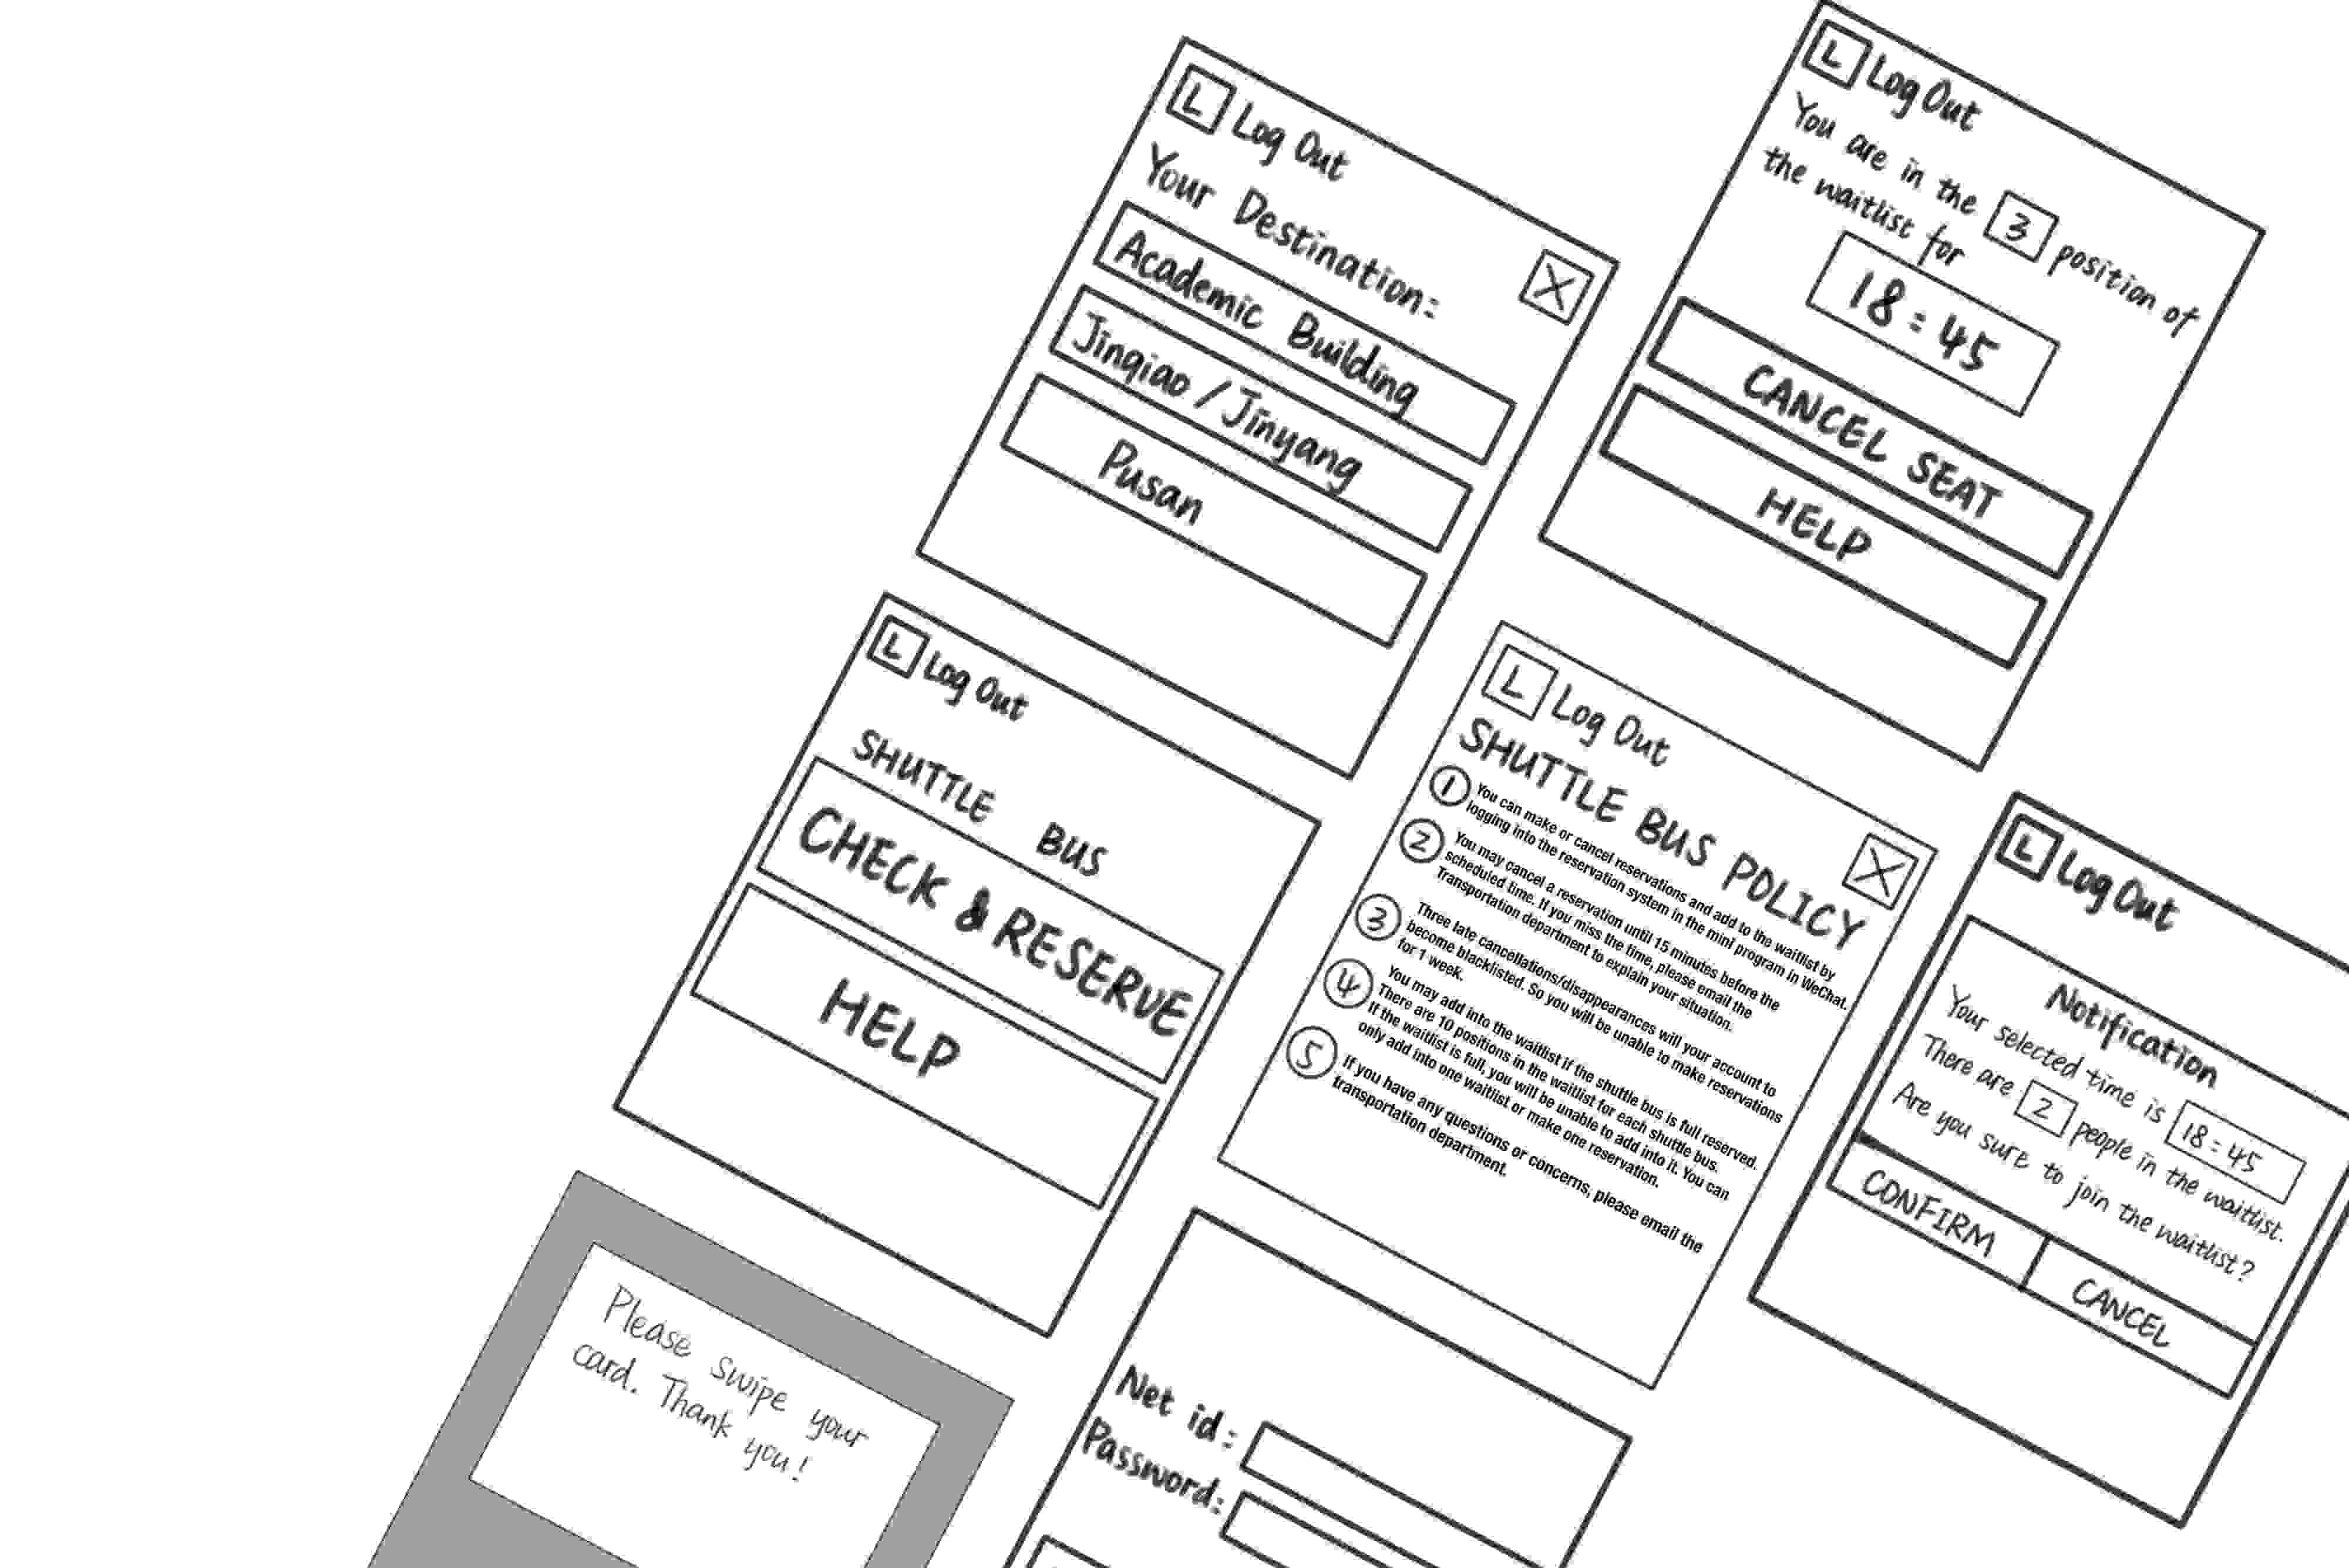 L Log Out
Your Destination:
X
Academic Building
Jinqiao / Jinyang
Pusan
L Log Out
You are in the 3 position of
the waitlist for
18:45
CANCEL SEAT
HELP
L Log Out
SHUTTLE BUS
CHECK & RESERVE
HELP
L Log Out
SHUTTLE BUS POLICY
X
1 You can make or cancel reservations and add to the waitlist by
logging into the reservation system in the mini program in WeChat.
2 You may cancel a reservation until 15 minutes before the
scheduled time. If you miss the time, please email the
Transportation department to explain your situation.
3 Three late cancellations/disappearances will your account to
become blacklisted. So you will be unable to make reservations
for 1 week.
4 You may add into the waitlist if the shuttle bus is full reserved.
There are 10 positions in the waitlist for each shuttle bus.
If the waitlist is full, you will be unable to add into it. You can
only add into one waitlist or make one reservation.
5 If you have any questions or concerns, please email the
transportation department.
L Log Out
Notification
Your selected time is 18:45
There are 2 people in the waitlist.
Are you sure to join the waitlist?
CONFIRM
CANCEL
Please swipe your
card. Thank you!
Net id:
Password: